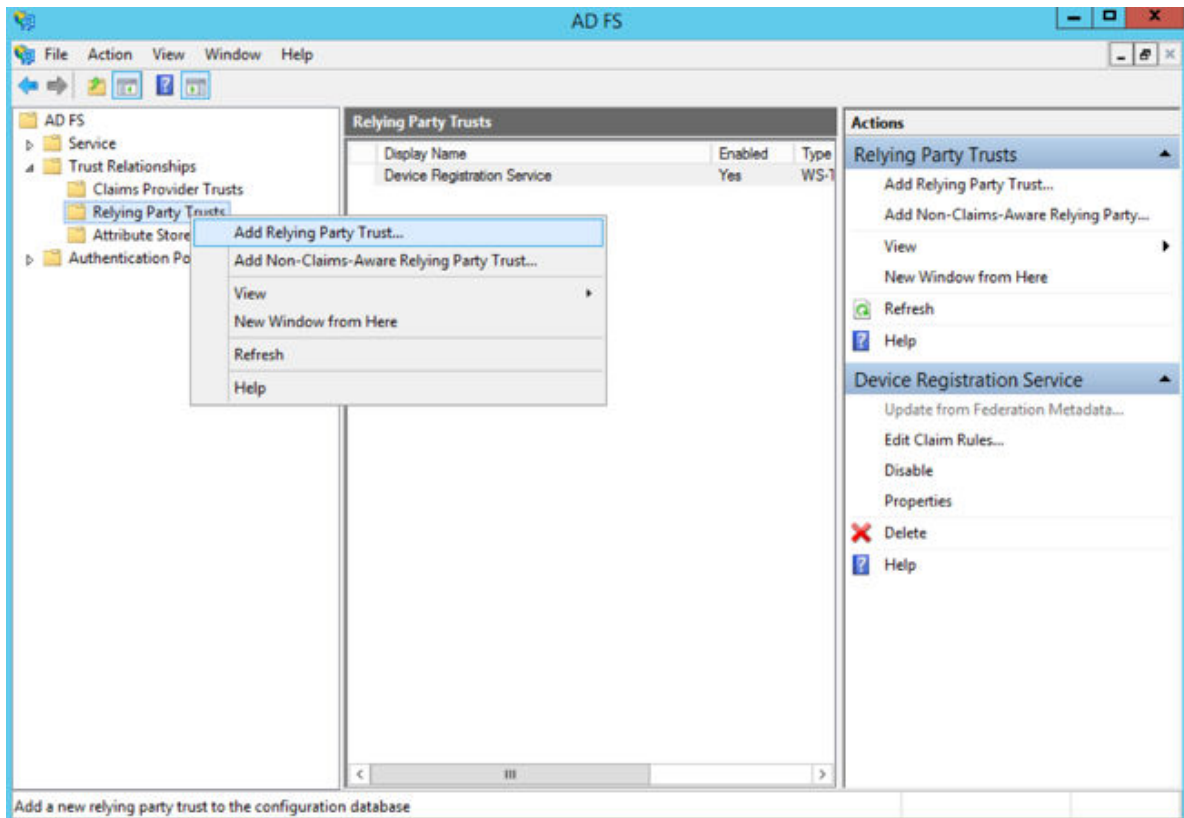 AD FS
File Action View Window Help
AD FS
Service
Trust Relationships
Claims Provider Trusts
Relying Party Trusts
Attribute Store
Authentication Po
Relying Party Trusts
Display Name Enabled Type
Device Registration Service Yes WS-T
Add Relying Party Trust...
Add Non-Claims-Aware Relying Party Trust...
View
New Window from Here
Refresh
Help
Actions
Relying Party Trusts
Add Relying Party Trust...
Add Non-Claims-Aware Relying Party...
View
New Window from Here
Refresh
Help
Device Registration Service
Update from Federation Metadata...
Edit Claim Rules...
Disable
Properties
Delete
Help
Add a new relying party trust to the configuration database